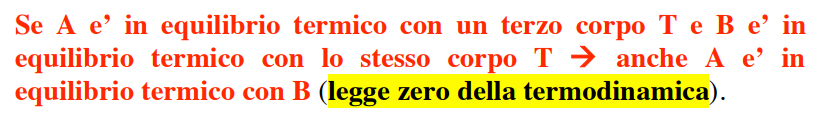 Se A e’ in equilibrio termico con un terzo corpo T e B e’ in
equilibrio termico con lo stesso corpo T → anche A e’ in
equilibrio termico con B (legge zero della termodinamica).